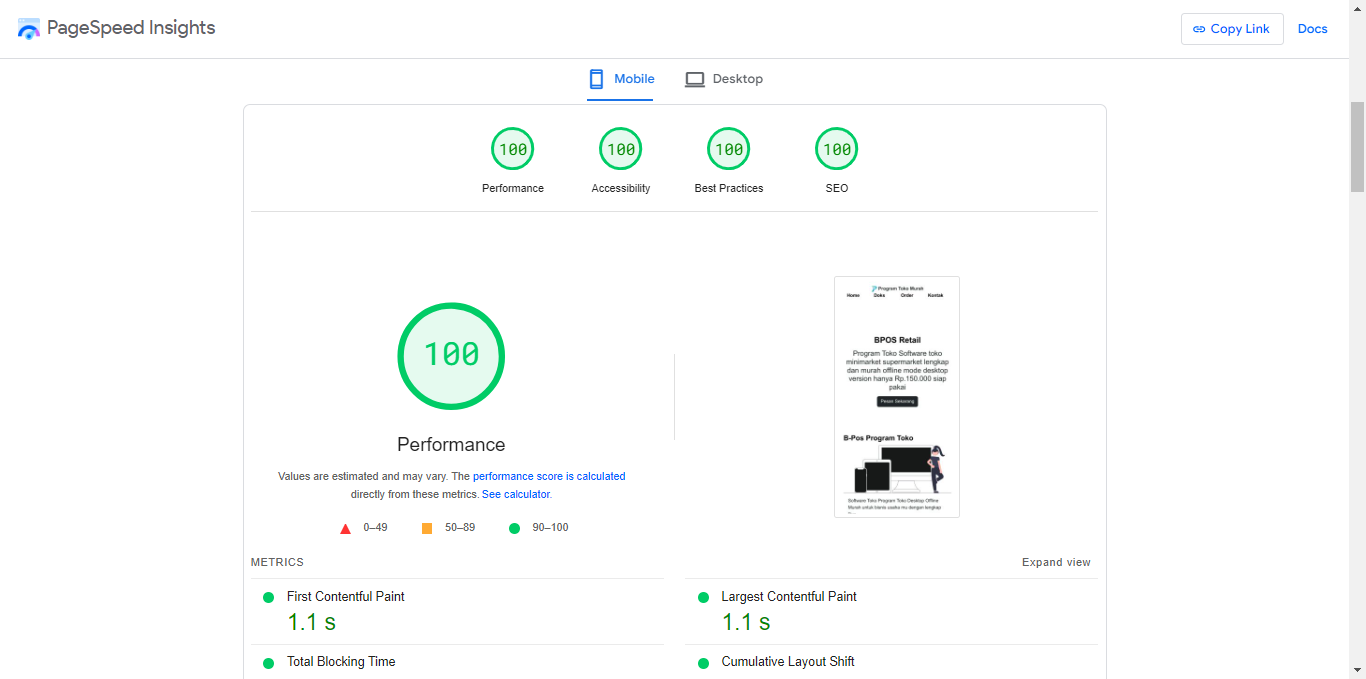 PageSpeed Insights
Copy Link
Docs
Mobile
Desktop
100
100
100
100
Performance
Accessibility
Best Practices
SEO
100
Performance
Values are estimated and may vary. The performance score is calculated
directly from these metrics. See calculator.
0–49
50–89
90–100
Program Toko Murah
Home
Doks
Order
Kontak
BPOS Retail
Program Toko Software toko
minimarket supermarket lengkap
dan murah offline mode desktop
version hanya Rp.150.000 siap
pakai
Pesan Sekarang
B-Pos Program Toko
Software Toko Program Toko Desktop Offline
Murah untuk bisnis usaha mu dengan lengkap
METRICS
Expand view
First Contentful Paint
1.1 s
Largest Contentful Paint
1.1 s
Total Blocking Time
Cumulative Layout Shift